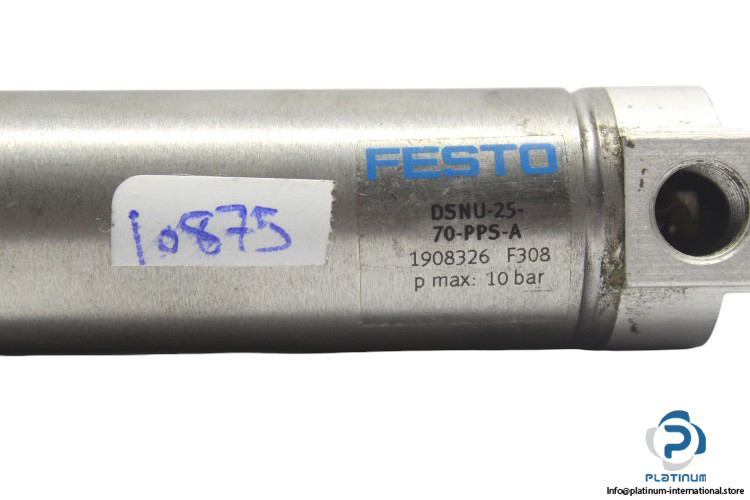 FESTO
DSNU-25-
70-PPS-A
1908326 F308
p max: 10 bar
10875
PLATINUM
Info@platinum-international.store